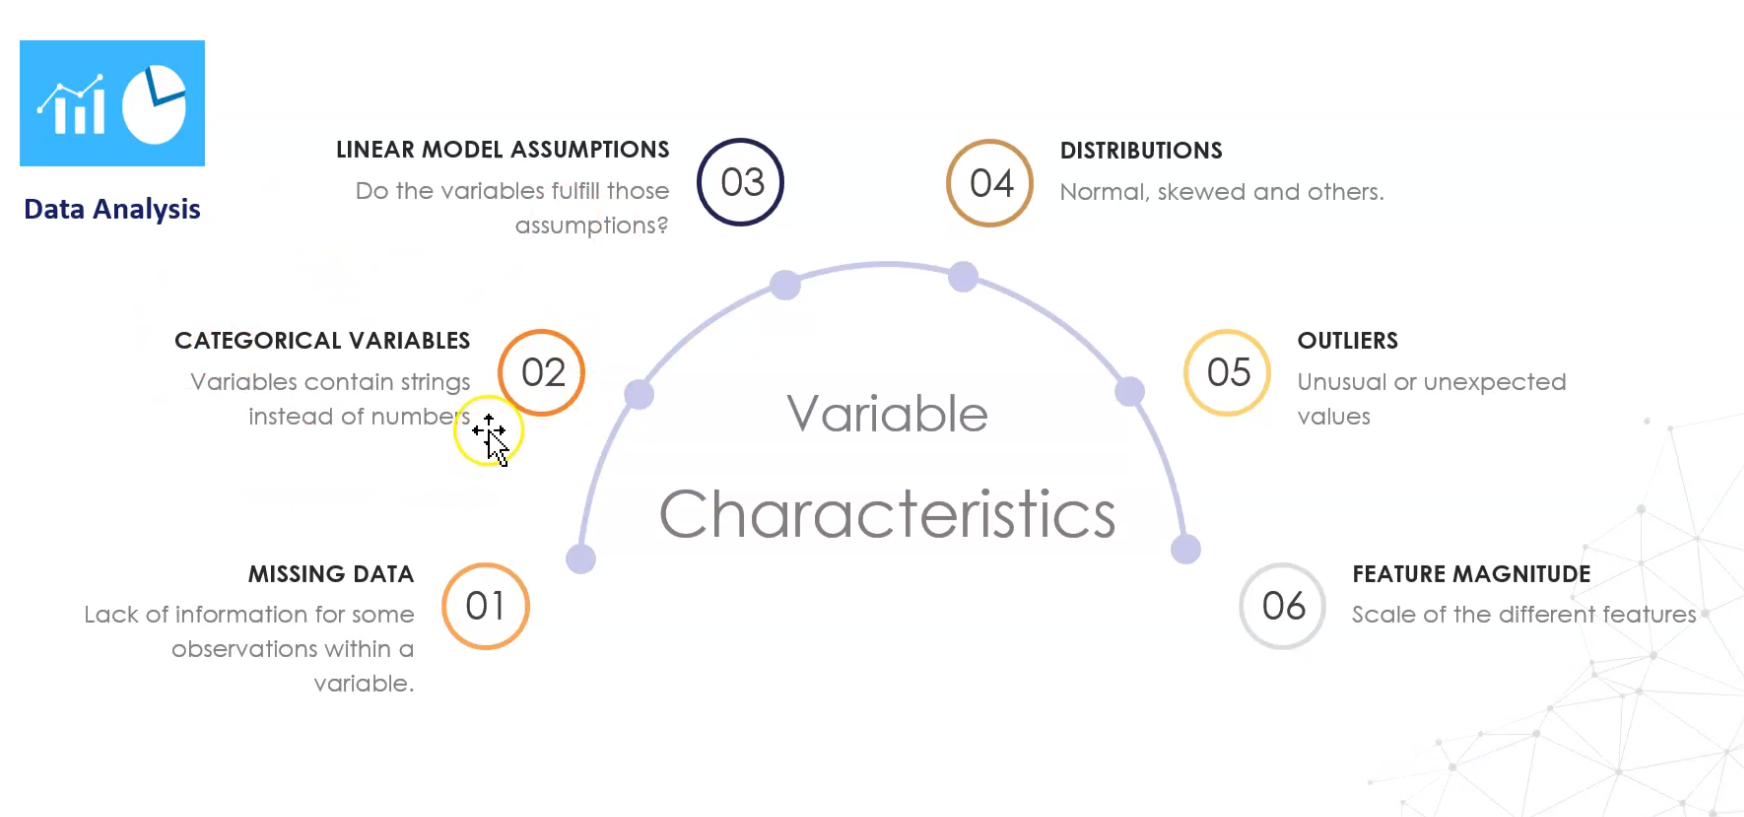 Data Analysis
LINEAR MODEL ASSUMPTIONS
Do the variables fulfill those
assumptions?
03
04
DISTRIBUTIONS
Normal, skewed and others.
CATEGORICAL VARIABLES
Variables contain strings
instead of numbers
02
05
OUTLIERS
Unusual or unexpected
values
Variable
Characteristics
MISSING DATA
Lack of information for some
observations within a
variable.
01
06
FEATURE MAGNITUDE
Scale of the different features